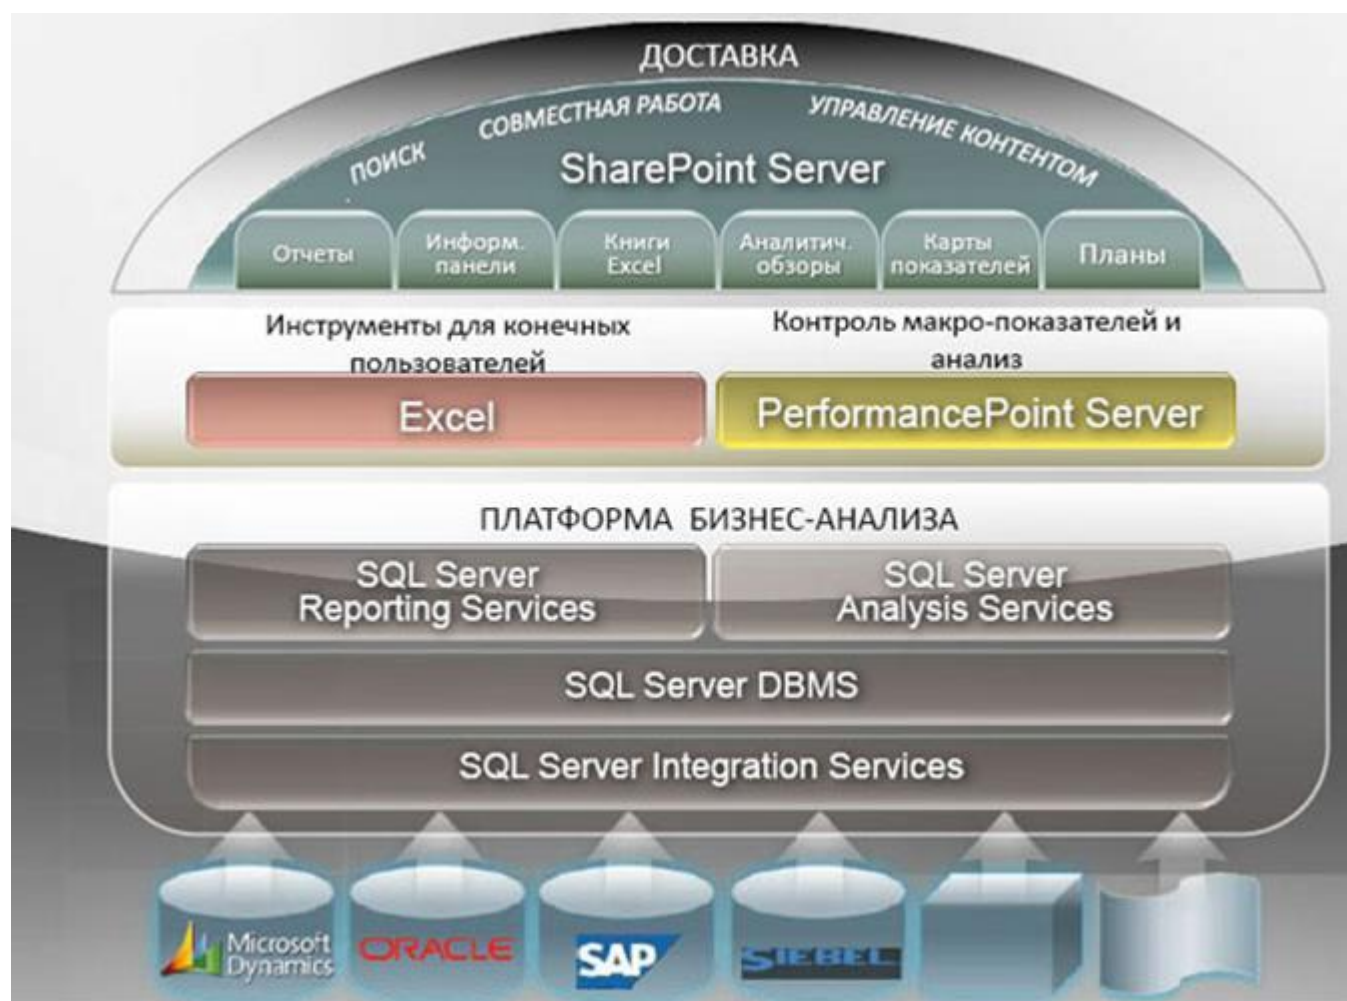 ДОСТАВКА
ПОИСК
СОВМЕСТНАЯ РАБОТА
УПРАВЛЕНИЕ КОНТЕНТОМ
SharePoint Server
Отчеты
Информ.
панели
Книги
Excel
Аналитич.
обзоры
Карты
показателей
Планы
Инструменты для конечных
пользователей
Контроль макро-показателей и
анализ
Excel
PerformancePoint Server
ПЛАТФОРМА БИЗНЕС-АНАЛИЗА
SQL Server
Reporting Services
SQL Server
Analysis Services
SQL Server DBMS
SQL Server Integration Services
Microsoft
Dynamics
ORACLE
SAP
SIEBEL